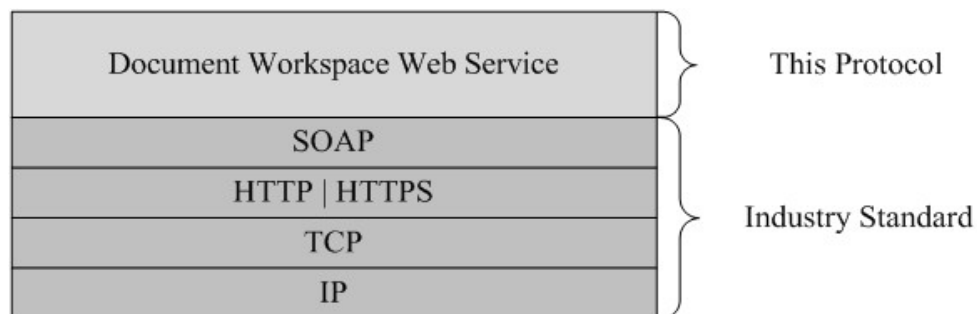 Document Workspace Web Service
This Protocol
SOAP
HTTP | HTTPS
TCP
IP
Industry Standard